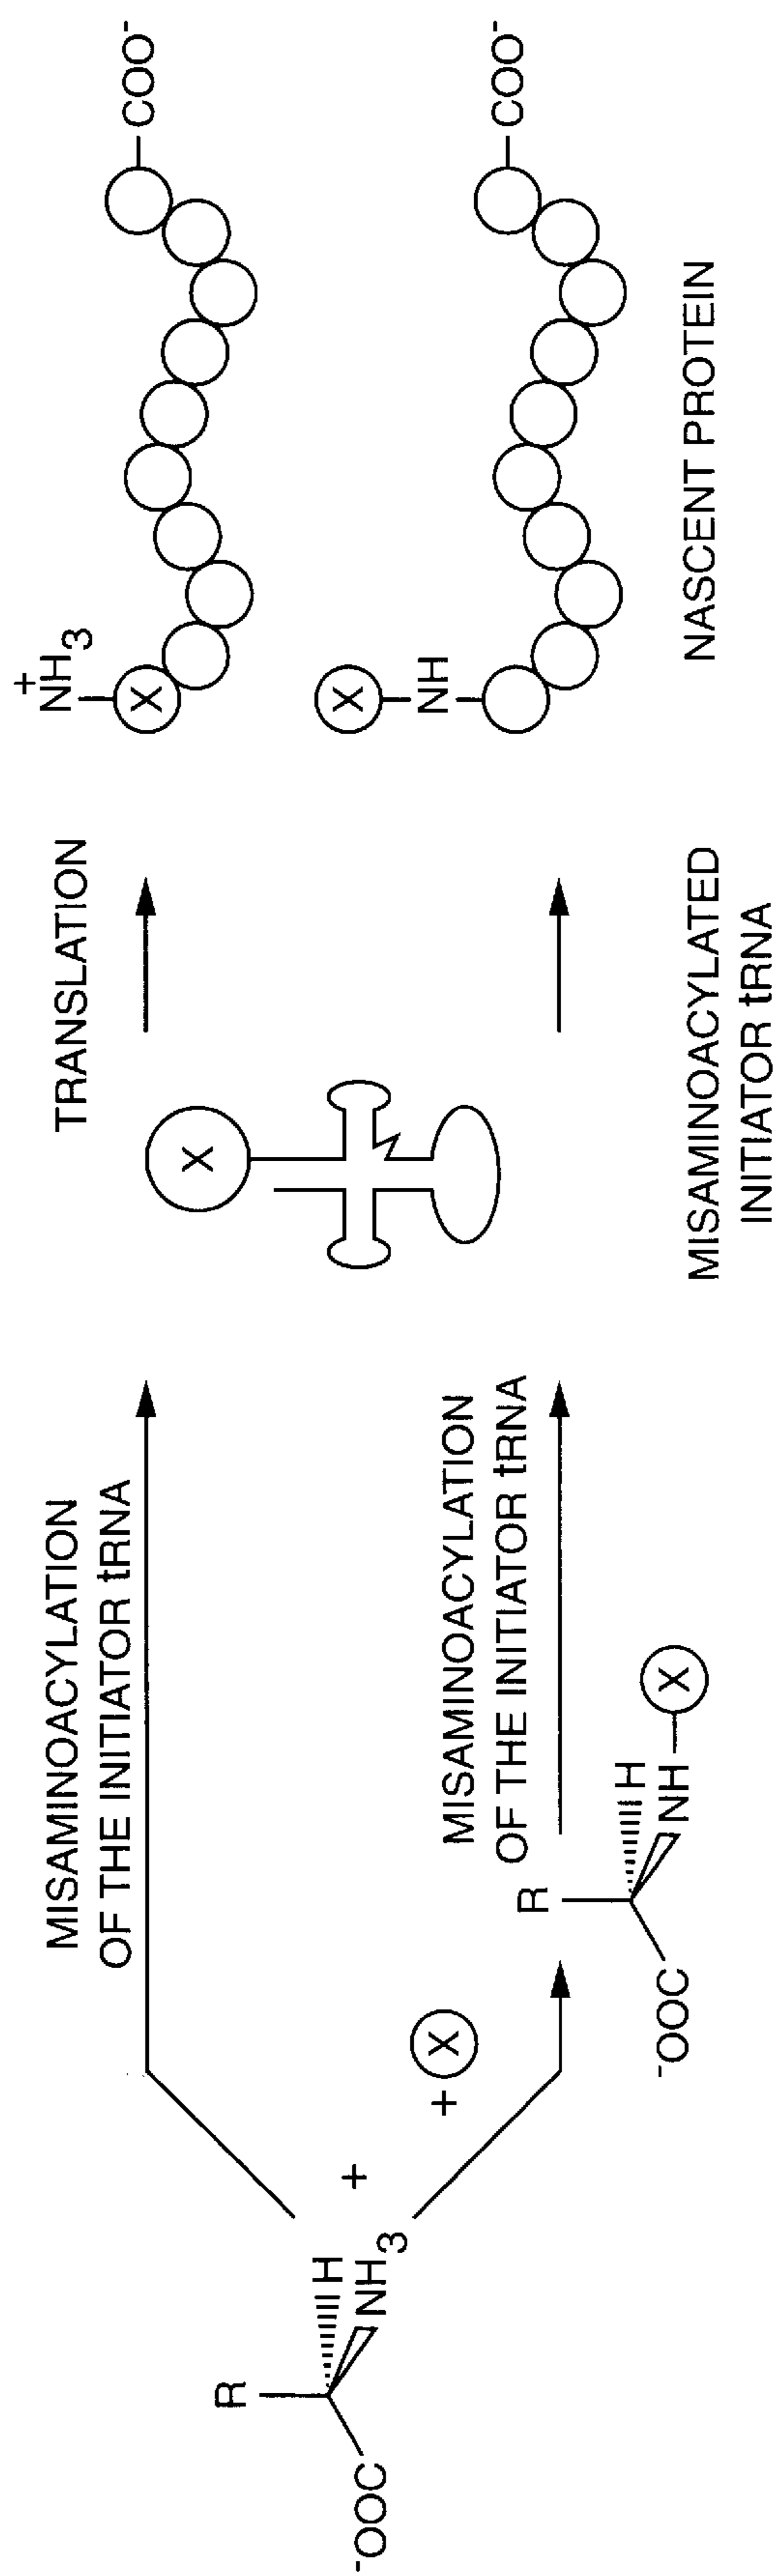 R
H
NH3
+
-OOC
MISAMINOACYLATION
OF THE INITIATOR tRNA
+ X
R
H
NH
X
-OOC
MISAMINOACYLATION
OF THE INITIATOR tRNA
X
MISAMINOACYLATED
INITIATOR tRNA
TRANSLATION
+
NH3
X
COO-
X
NH
COO-
NASCENT PROTEIN